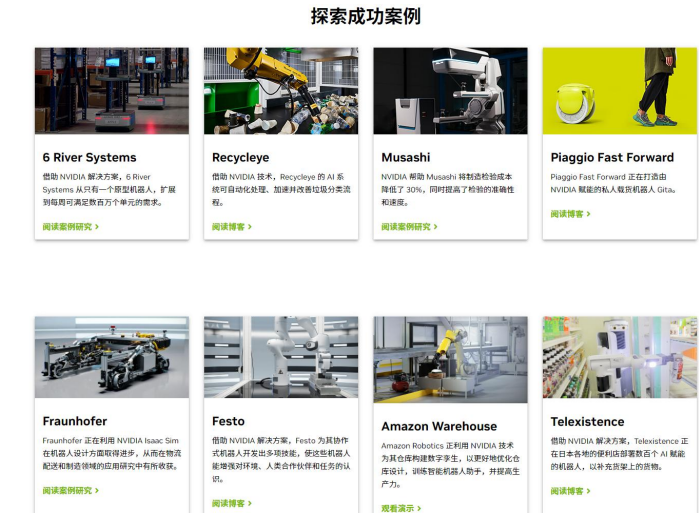 探索成功案例
6 River Systems
借助 NVIDIA 解决方案，6 River
Systems 从只有一个原型机器人，扩展
到每周可满足数百万个单元的需求。
阅读案例研究 >
Recycleye
借助 NVIDIA 技术，Recycleye 的 AI 系
统可自动化处理、加速并改善垃圾分类流
程。
阅读博客 >
Musashi
NVIDIA 帮助 Musashi 将制造检验成本
降低了 30%，同时提高了检验的准确性
和速度。
阅读案例研究 >
Piaggio Fast Forward
Piaggio Fast Forward 正在打造由
NVIDIA 赋能的私人载货机器人 Gita。
阅读博客 >
Fraunhofer
Fraunhofer 正在利用 NVIDIA Isaac Sim
在机器人设计方面取得进步，从而在物流
配送和制造领域的应用研究中有所收获。
阅读案例研究 >
Festo
借助 NVIDIA 解决方案，Festo 为其协作
式机器人开发出多项技能，使这些机器人
能增强对环境、人类合作伙伴和任务的认
识。
阅读博客 >
Amazon Warehouse
Amazon Robotics 正利用 NVIDIA 技术
为其仓库构建数字孪生，以更好地优化仓
库设计，训练智能机器人助手，并提高生
产力。
观看演示 >
Telexistence
借助 NVIDIA 解决方案，Telexistence 正
在日本各地的便利店部署数百个 AI 赋能
的机器人，以补充货架上的货物。
阅读博客 >